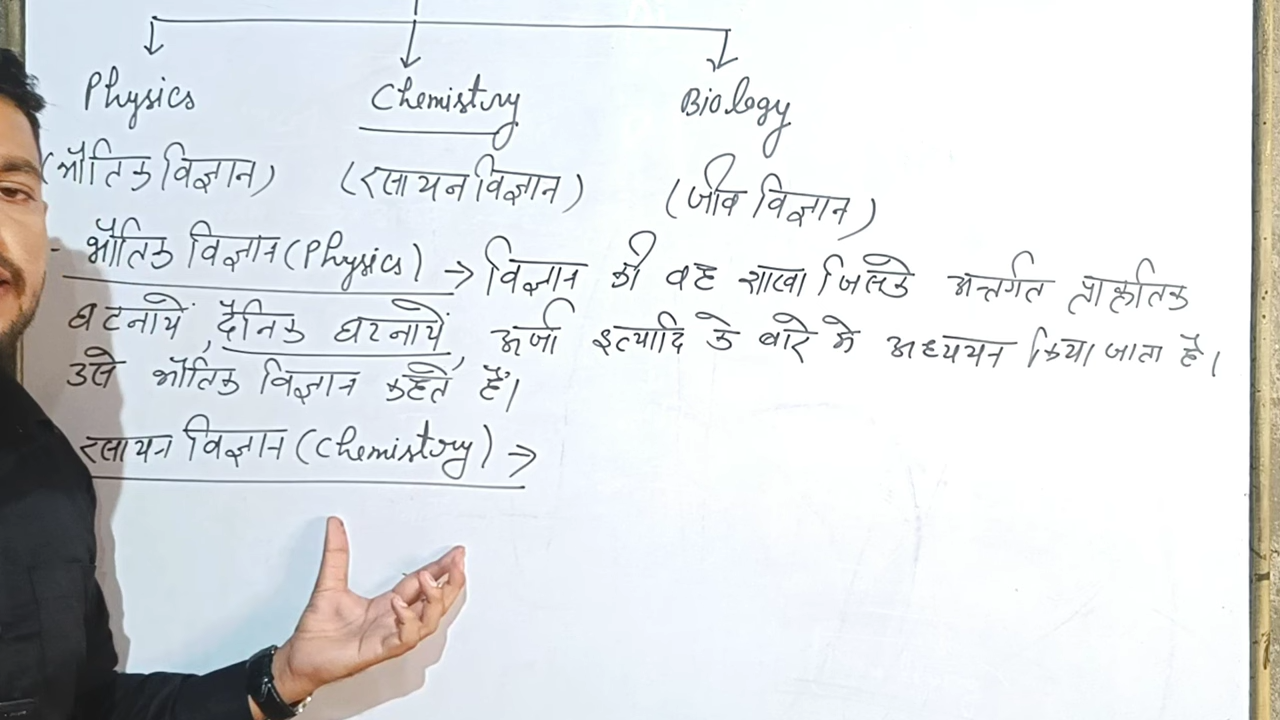 Physics Chemistry Biology
(भौतिक विज्ञान) (रसायन विज्ञान) (जीव विज्ञान)
- भौतिक विज्ञान (Physics) → विज्ञान की वह शाखा जिसके अन्तर्गत प्राकृतिक
घटनायें, दैनिक घटनायें, ऊर्जा इत्यादि के बारे मे अध्ययन किया जाता है।
उसे भौतिक विज्ञान कहते हैं।
रसायन विज्ञान (Chemistry) →